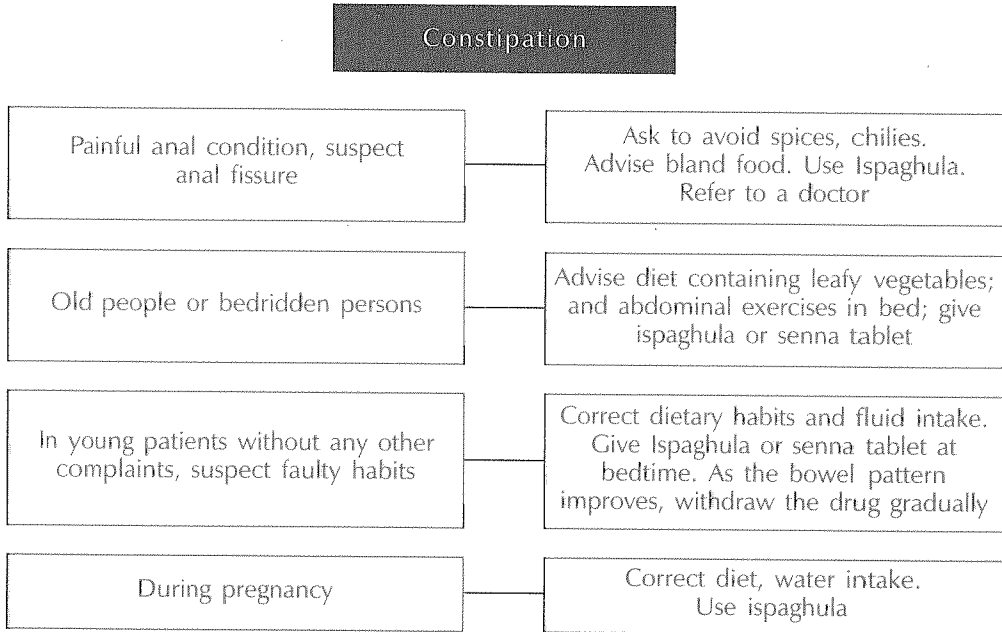 Constipation
Painful anal condition, suspect
anal fissure
Ask to avoid spices, chilies.
Advise bland food. Use Ispaghula.
Refer to a doctor
Old people or bedridden persons
Advise diet containing leafy vegetables;
and abdominal exercises in bed; give
ispaghula or senna tablet
In young patients without any other
complaints, suspect faulty habits
Correct dietary habits and fluid intake.
Give Ispaghula or senna tablet at
bedtime. As the bowel pattern
improves, withdraw the drug gradually
During pregnancy
Correct diet, water intake.
Use ispaghula